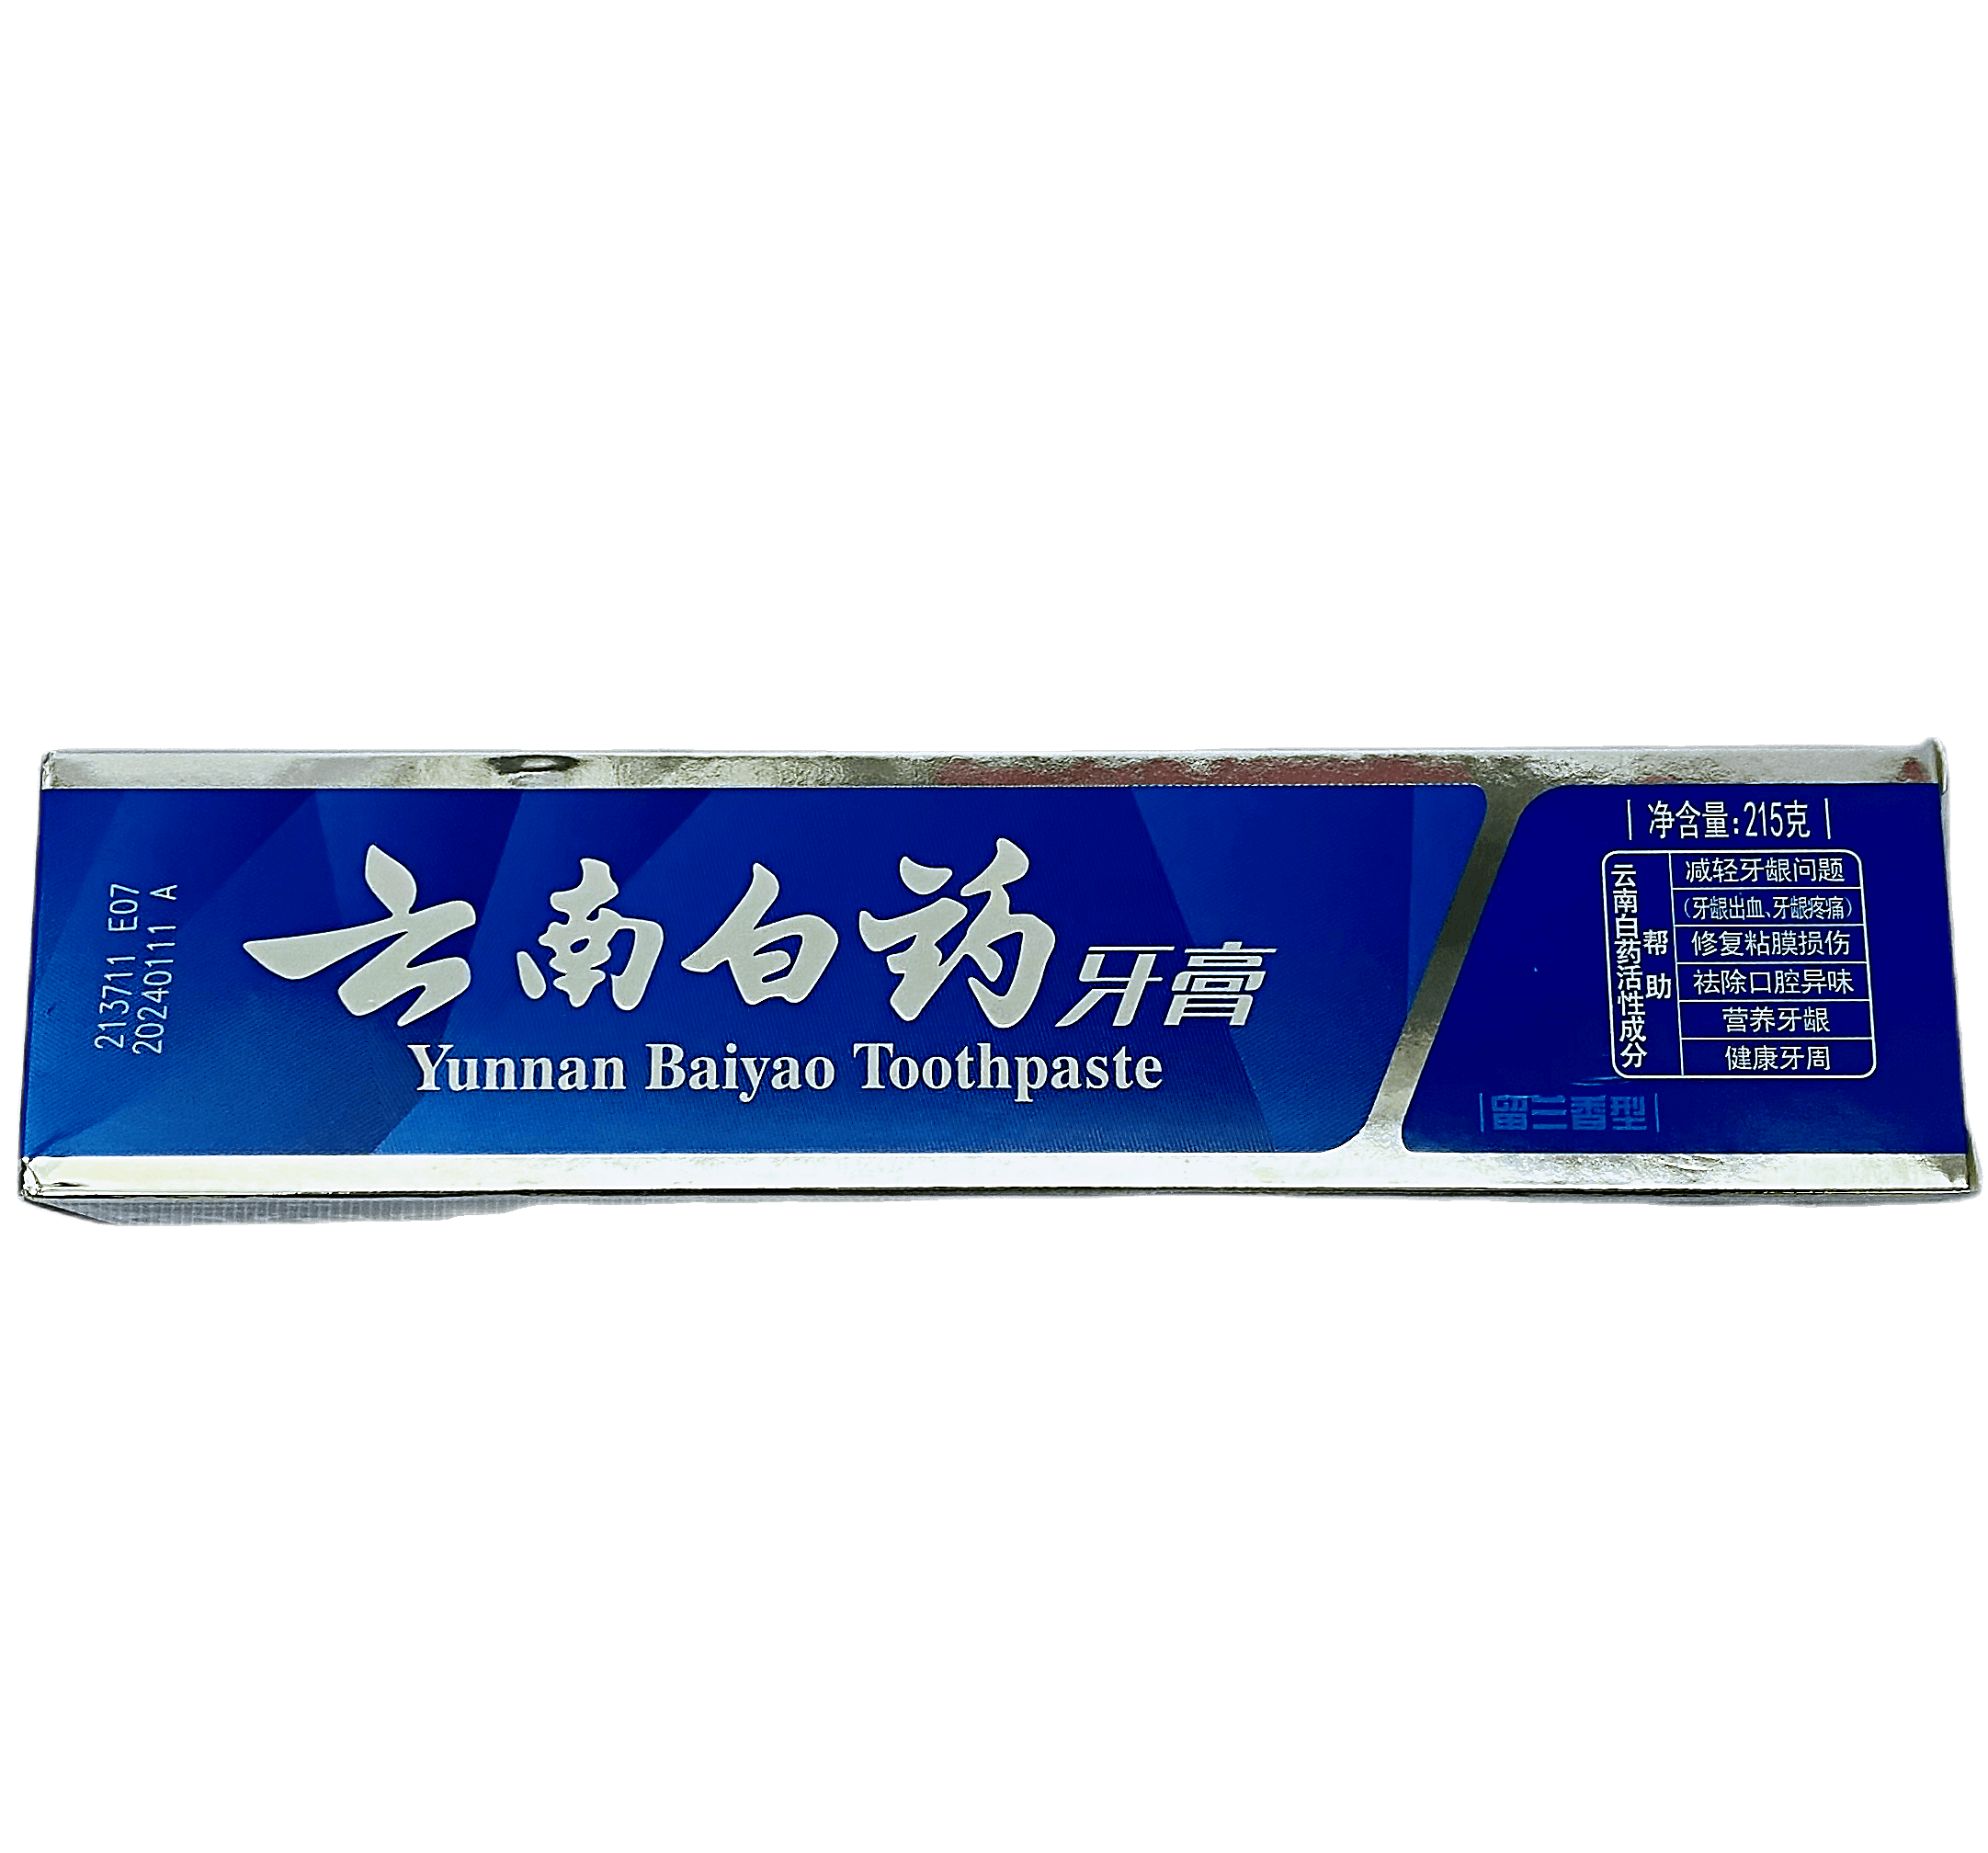 213711 E07
20240111 A
云南白药牙膏
Yunnan Baiyao Toothpaste
净含量:215克
云南白药活性成分
帮助
减轻牙龈问题
(牙龈出血、牙龈疼痛)
修复粘膜损伤
祛除口腔异味
营养牙龈
健康牙周
留兰香型